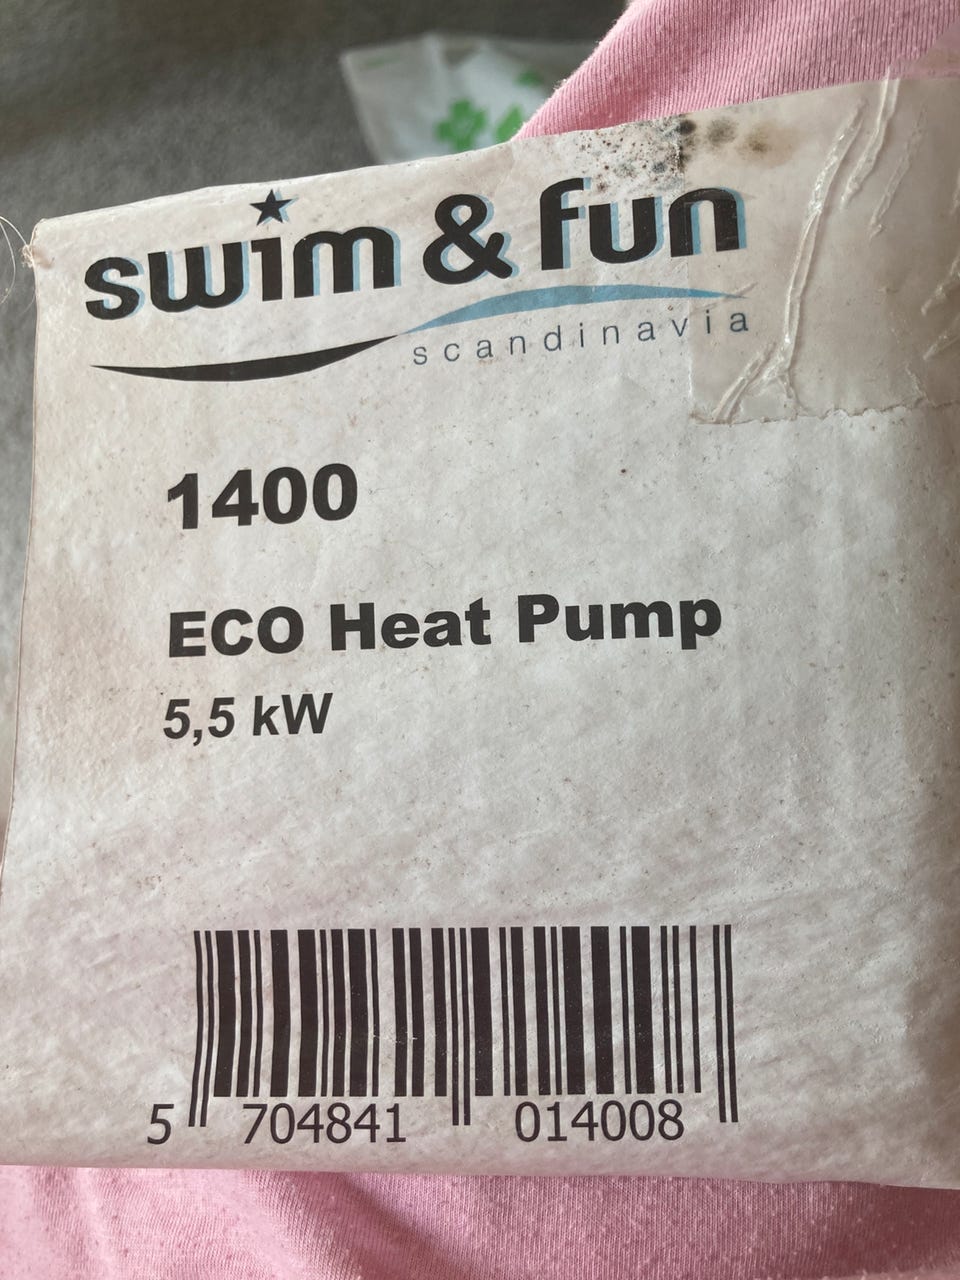 swim & fun
scandinavia
1400
ECO Heat Pump
5,5 kW
5 704841 014008